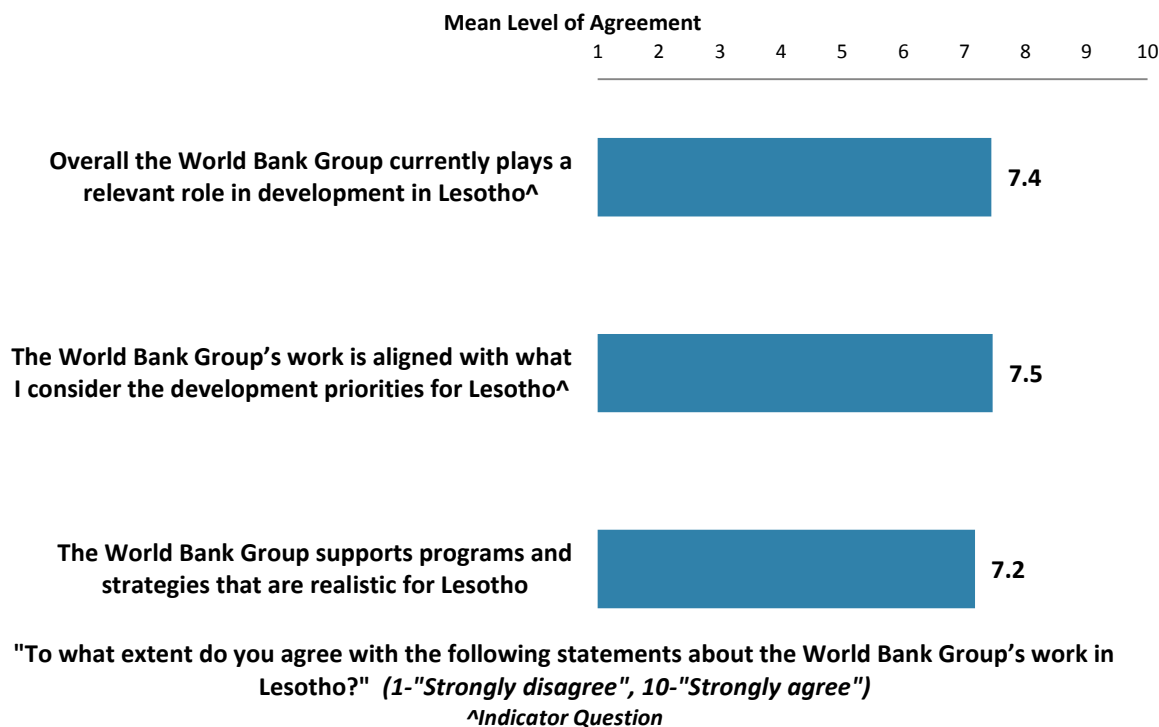 Mean Level of Agreement
1 2 3 4 5 6 7 8 9 10
Overall the World Bank Group currently plays a
relevant role in development in Lesotho^
7.4
The World Bank Group’s work is aligned with what
I consider the development priorities for Lesotho^
7.5
The World Bank Group supports programs and
strategies that are realistic for Lesotho
7.2
"To what extent do you agree with the following statements about the World Bank Group’s work in
Lesotho?" (1-"Strongly disagree", 10-"Strongly agree")
^Indicator Question